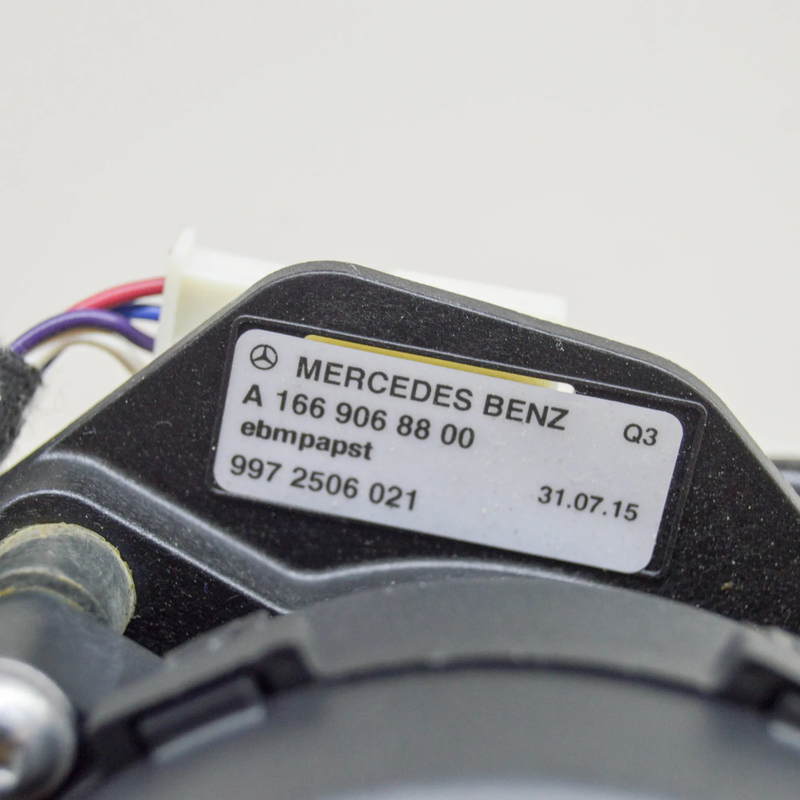 MERCEDES BENZ
A 166 906 88 00 Q3
ebmpapst
997 2506 021 31.07.15